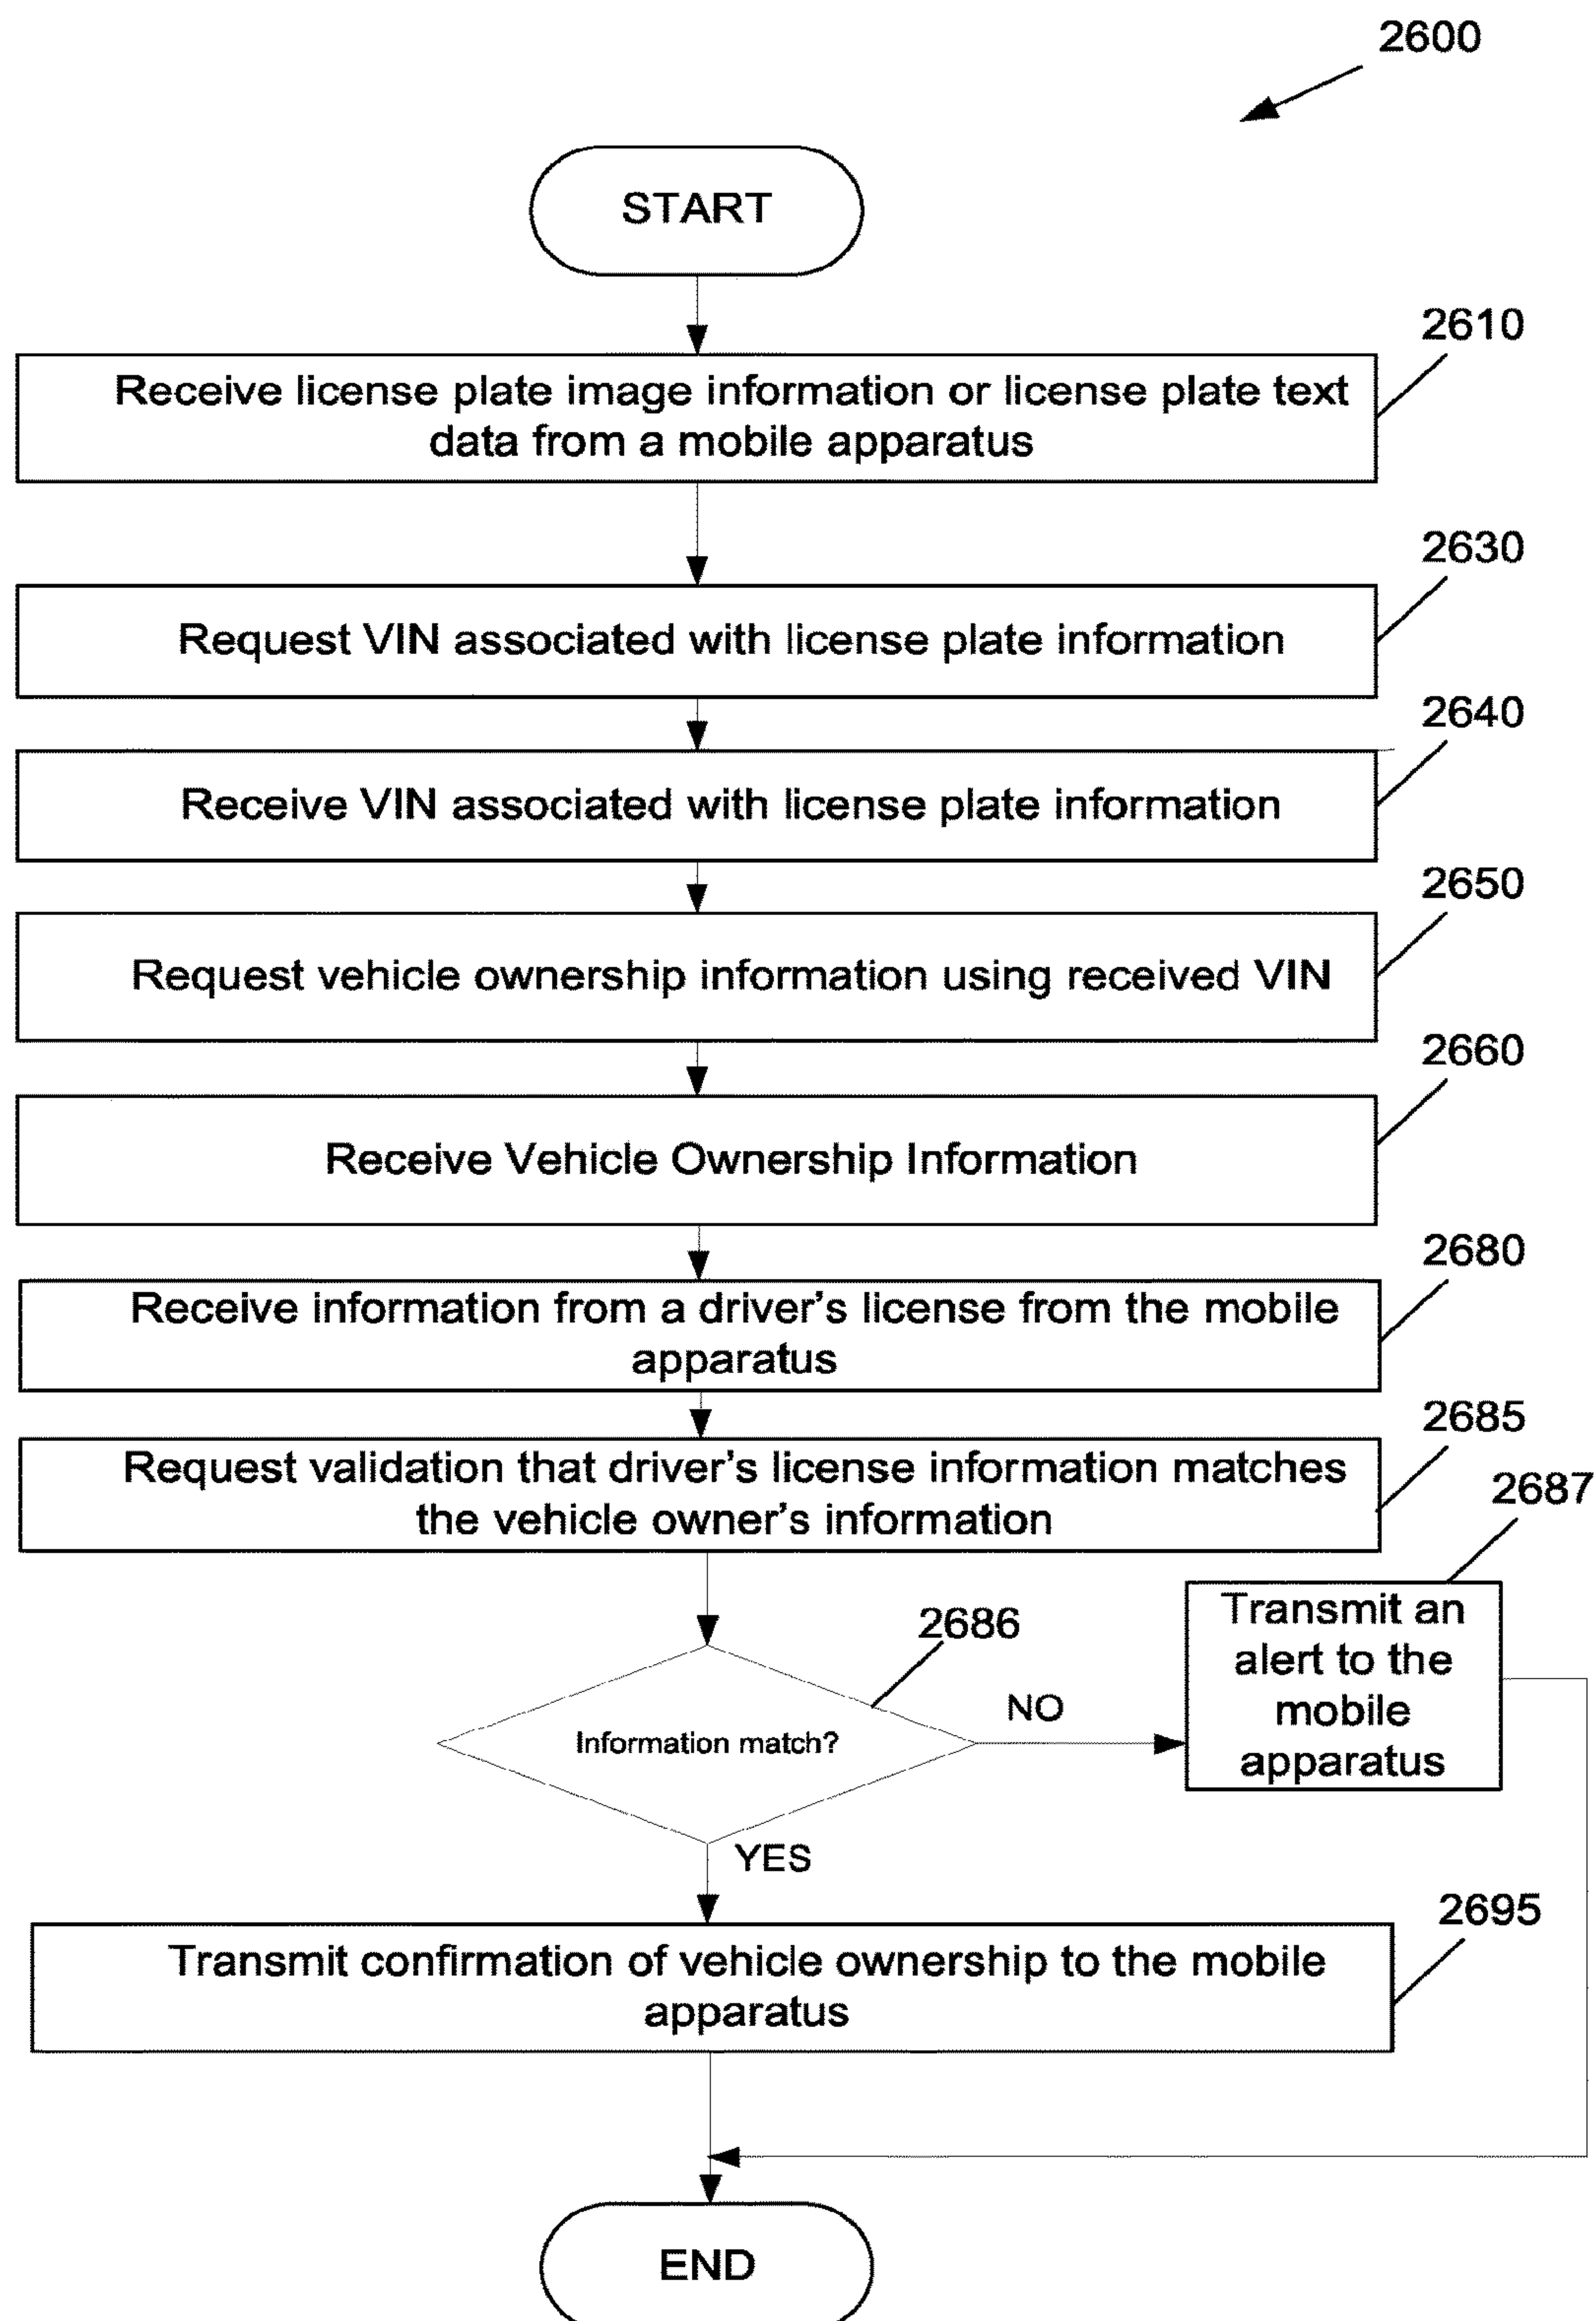 2600
START
2610
Receive license plate image information or license plate text
data from a mobile apparatus
2630
Request VIN associated with license plate information
2640
Receive VIN associated with license plate information
2650
Request vehicle ownership information using received VIN
2660
Receive Vehicle Ownership Information
2680
Receive information from a driver's license from the mobile
apparatus
2685
Request validation that driver's license information matches
the vehicle owner's information
2687
Transmit an
alert to the
mobile
apparatus
2686
Information match?
NO
YES
2695
Transmit confirmation of vehicle ownership to the mobile
apparatus
END